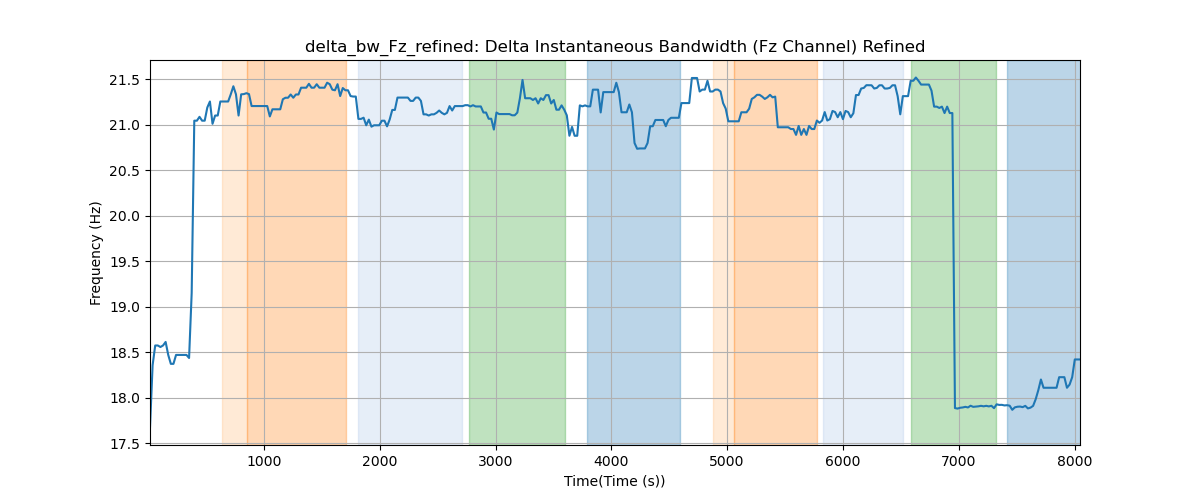 delta_bw_Fz_refined: Delta Instantaneous Bandwidth (Fz Channel) Refined
21.5
21.0
20.5
20.0
19.5
19.0
18.5
18.0
17.5
Frequency (Hz)
1000 2000 3000 4000 5000 6000 7000 8000
Time(Time (s))